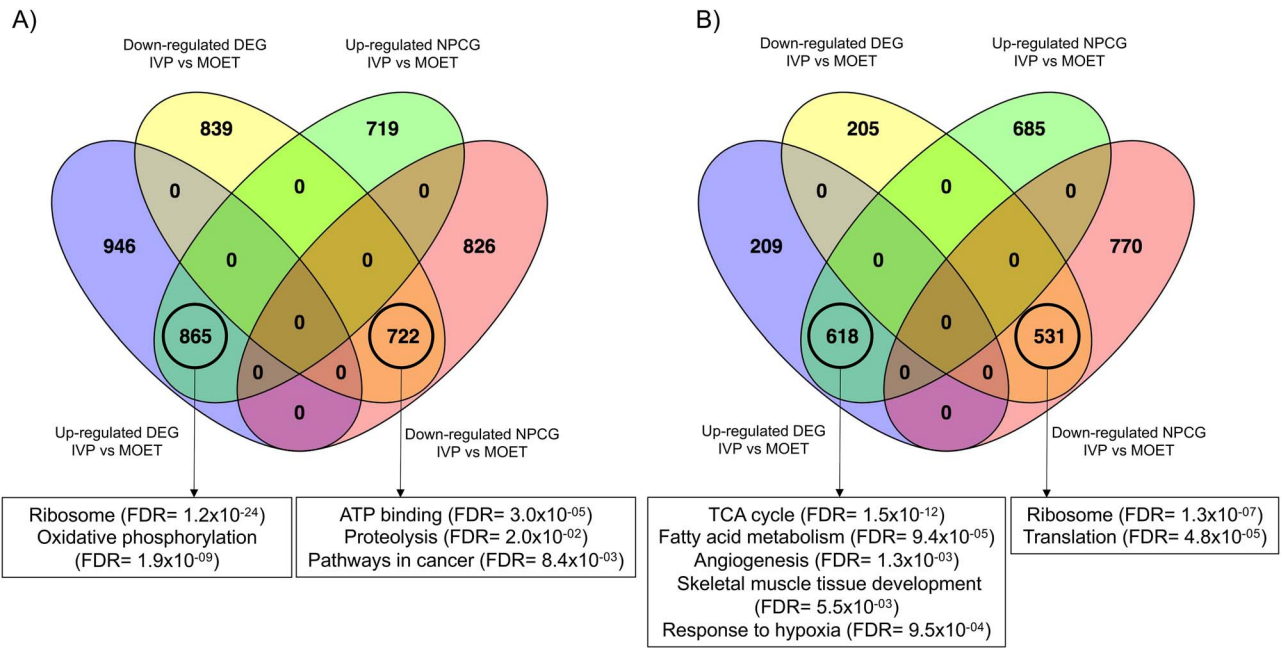 A)
Down-regulated DEG
IVP vs MOET
Up-regulated NPCG
IVP vs MOET
839
719
0
0
0
946
826
0
0
865
0
722
0
0
0
Up-regulated DEG
IVP vs MOET
Down-regulated NPCG
IVP vs MOET
Ribosome (FDR= 1.2x10⁻²⁴)
Oxidative phosphorylation
(FDR= 1.9x10⁻⁰⁹)
ATP binding (FDR= 3.0x10⁻⁰⁵)
Proteolysis (FDR= 2.0x10⁻⁰²)
Pathways in cancer (FDR= 8.4x10⁻⁰³)
B)
Down-regulated DEG
IVP vs MOET
Up-regulated NPCG
IVP vs MOET
205
685
0
0
0
209
770
0
0
618
0
531
0
0
0
Up-regulated DEG
IVP vs MOET
Down-regulated NPCG
IVP vs MOET
TCA cycle (FDR= 1.5x10⁻¹²)
Fatty acid metabolism (FDR= 9.4x10⁻⁰⁵)
Angiogenesis (FDR= 1.3x10⁻⁰³)
Skeletal muscle tissue development
(FDR= 5.5x10⁻⁰³)
Response to hypoxia (FDR= 9.5x10⁻⁰⁴)
Ribosome (FDR= 1.3x10⁻⁰⁷)
Translation (FDR= 4.8x10⁻⁰⁵)